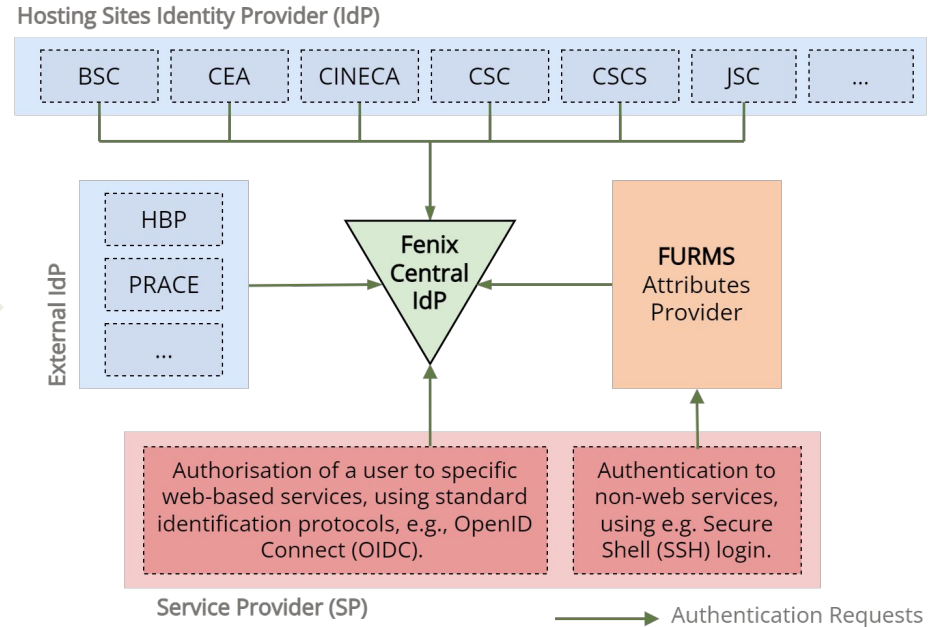 Hosting Sites Identity Provider (IdP)
BSC
CEA
CINECA
CSC
CSCS
JSC
...
External IdP
HBP
PRACE
...
Fenix
Central
IdP
FURMS
Attributes
Provider
Authorisation of a user to specific
web-based services, using standard
identification protocols, e.g., OpenID
Connect (OIDC).
Authentication to
non-web services,
using e.g. Secure
Shell (SSH) login.
Service Provider (SP)
Authentication Requests